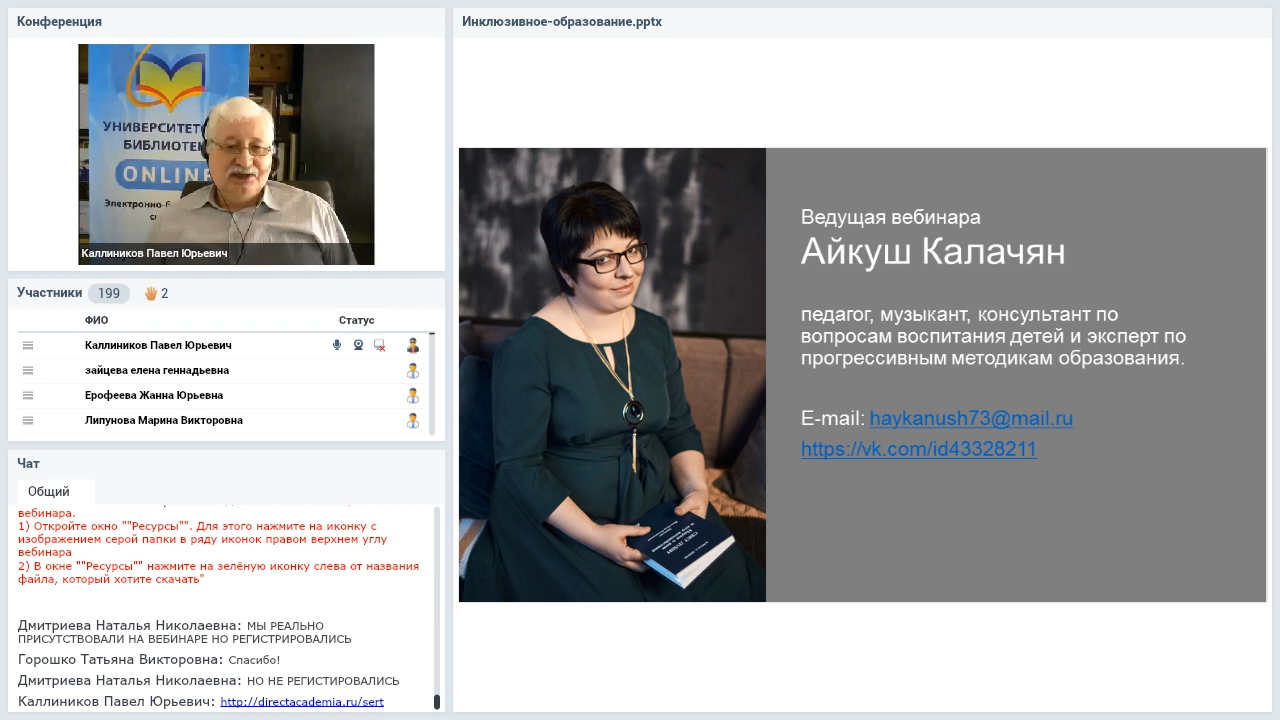 Конференция
УНИВЕРСИТЕТ
БИБЛИОТЕ
ONLINE
Каллиников Павел Юрьевич
Участники 199 2
ФИО Статус
Каллиников Павел Юрьевич
зайцева елена геннадьевна
Ерофеева Жанна Юрьевна
Липунова Марина Викторовна
Чат
Общий
вебинара.
1) Откройте окно ""Ресурсы"". Для этого нажмите на иконку с
изображением серой папки в ряду иконок правом верхнем углу
вебинара
2) В окне ""Ресурсы"" нажмите на зелёную иконку слева от названия
файла, который хотите скачать"
Дмитриева Наталья Николаевна: МЫ РЕАЛЬНО
ПРИСУТСТВОВАЛИ НА ВЕБИНАРЕ НО РЕГИСТРИРОВАЛИСЬ
Горошко Татьяна Викторовна: Спасибо!
Дмитриева Наталья Николаевна: НО НЕ РЕГИСТИРОВАЛИСЬ
Каллиников Павел Юрьевич: http://directacademia.ru/sert
Инклюзивное-образование.pptx
Ведущая вебинара
Айкуш Калачян
педагог, музыкант, консультант по
вопросам воспитания детей и эксперт по
прогрессивным методикам образования.
E-mail: haykanush73@mail.ru
https://vk.com/id43328211